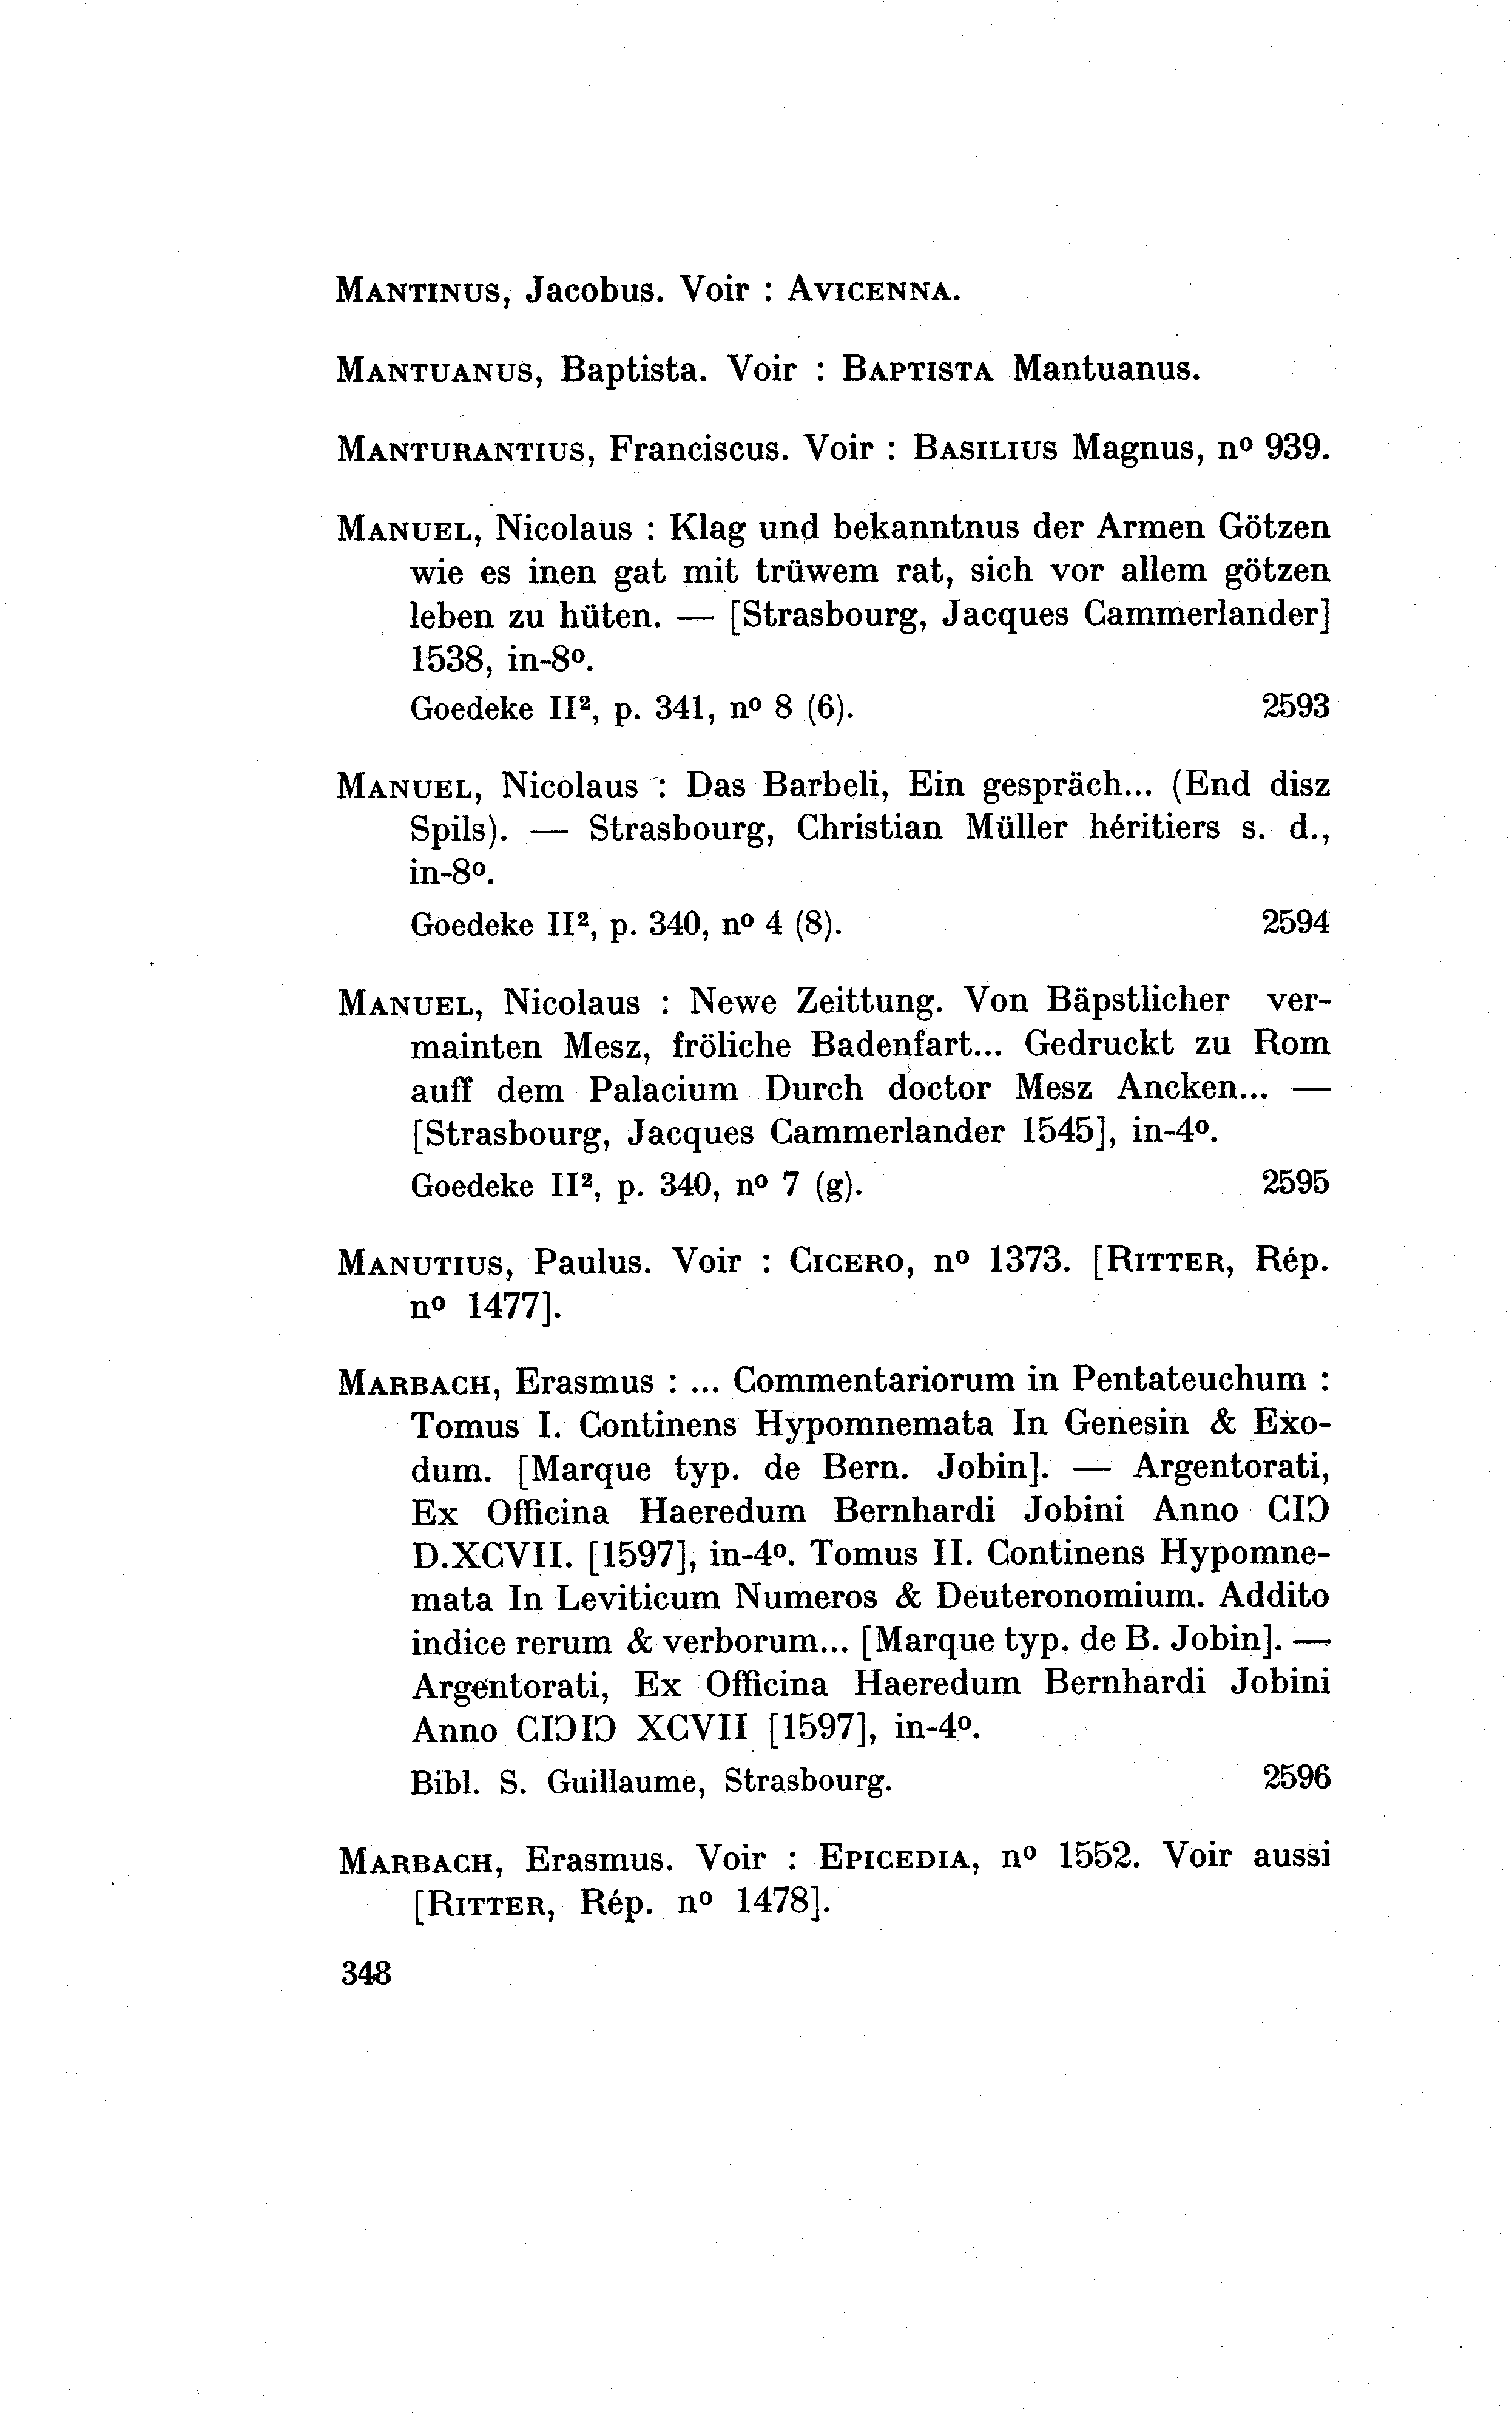 MANTINUS, Jacobus. Voir : AVICENNA.
MANTUANUS, Baptista. Voir : BAPTISTA Mantuanus.
MANTURANTIUS, Franciscus. Voir : BASILIUS Magnus, nº 939.
MANUEL, Nicolaus : Klag und bekanntnus der Armen Götzen
wie es inen gat mit trüwem rat, sich vor allem götzen
leben zu hüten. — [Strasbourg, Jacques Cammerlander]
1538, in-8º.
Goedeke II², p. 341, nº 8 (6). 2593
MANUEL, Nicolaus : Das Barbeli, Ein gespräch... (End disz
Spils). — Strasbourg, Christian Müller héritiers s. d.,
in-8º.
Goedeke II², p. 340, nº 4 (8). 2594
MANUEL, Nicolaus : Newe Zeittung. Von Bäpstlicher ver-
mainten Mesz, fröliche Badenfart... Gedruckt zu Rom
auff dem Palacium Durch doctor Mesz Ancken... —
[Strasbourg, Jacques Cammerlander 1545], in-4º.
Goedeke II², p. 340, nº 7 (g). 2595
MANUTIUS, Paulus. Voir : CICERO, nº 1373. [RITTER, Rép.
nº 1477].
MARBACH, Erasmus : ... Commentariorum in Pentateuchum :
Tomus I. Continens Hypomnemata In Genesin & Exo-
dum. [Marque typ. de Bern. Jobin]. — Argentorati,
Ex Officina Haeredum Bernhardi Jobini Anno CIƆ
D.XCVII. [1597], in-4º. Tomus II. Continens Hypomne-
mata In Leviticum Numeros & Deuteronomium. Addito
indice rerum & verborum... [Marque typ. de B. Jobin]. —
Argentorati, Ex Officina Haeredum Bernhardi Jobini
Anno CIƆIƆ XCVII [1597], in-4º.
Bibl. S. Guillaume, Strasbourg. 2596
MARBACH, Erasmus. Voir : EPICEDIA, nº 1552. Voir aussi
[RITTER, Rép. nº 1478].
348